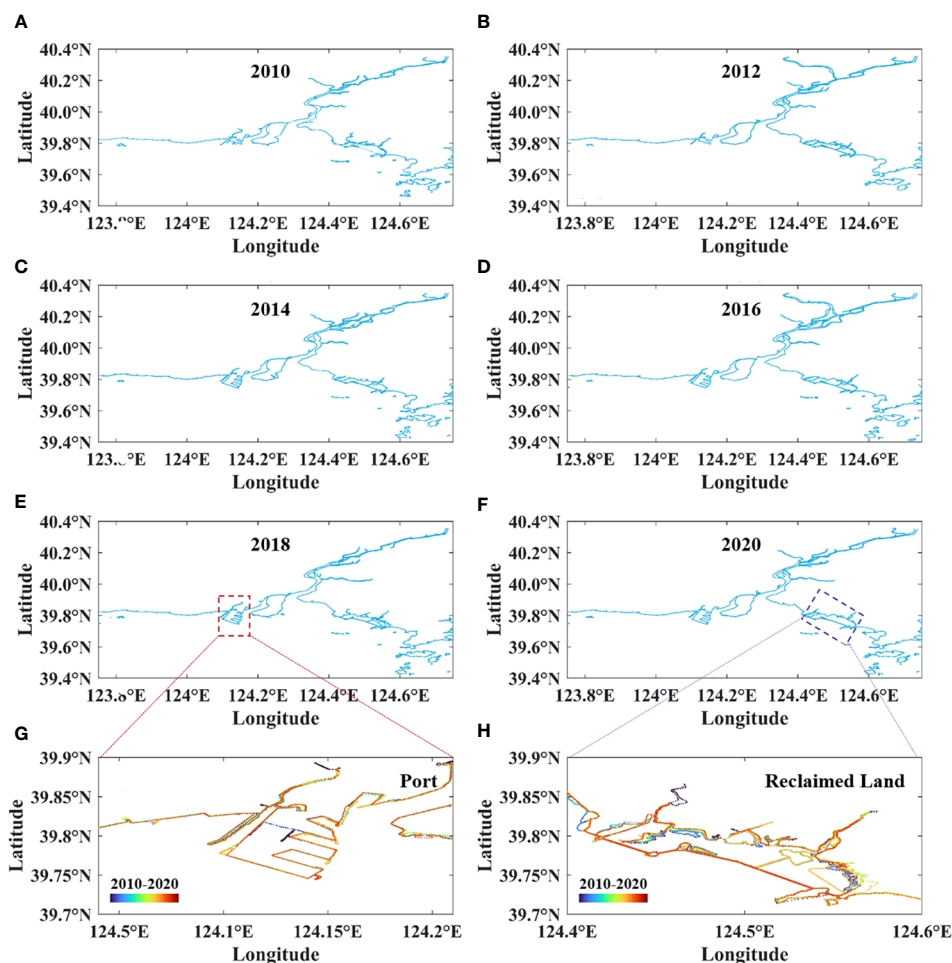 A
B
40.4°N
40.2°N
40.0°N
39.8°N
39.6°N
39.4°N
Latitude
2010
124°E
124.2°E
124.4°E
124.6°E
Longitude
40.4°N
40.2°N
40.0°N
39.8°N
39.6°N
39.4°N
Latitude
2012
123.8°E
124°E
124.2°E
124.4°E
124.6°E
Longitude
C
D
40.4°N
40.2°N
40.0°N
39.8°N
39.6°N
39.4°N
Latitude
2014
124°E
124.2°E
124.4°E
124.6°E
Longitude
40.4°N
40.2°N
40.0°N
39.8°N
39.6°N
39.4°N
Latitude
2016
123.8°E
124°E
124.2°E
124.4°E
124.6°E
Longitude
E
F
40.4°N
40.2°N
40.0°N
39.8°N
39.6°N
39.4°N
Latitude
2018
124°E
124.2°E
124.4°E
124.6°E
Longitude
40.4°N
40.2°N
40.0°N
39.8°N
39.6°N
39.4°N
Latitude
2020
123.8°E
124°E
124.2°E
124.4°E
124.6°E
Longitude
G
H
39.9°N
39.85°N
39.8°N
39.75°N
39.7°N
Latitude
Port
2010-2020
124.5°E
124.1°E
124.15°E
124.2°E
Longitude
39.9°N
39.85°N
39.8°N
39.75°N
39.7°N
Latitude
Reclaimed Land
2010-2020
124.4°E
124.5°E
124.6°E
Longitude